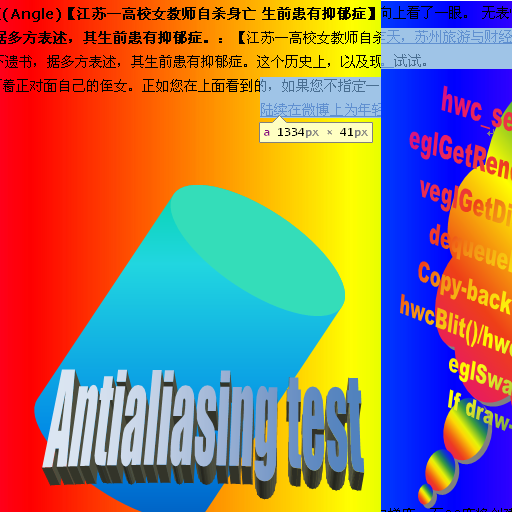 (Angle)【江苏一高校女教师自杀身亡 生前患有抑郁症】向上看了一眼。 无表
据多方表述，其生前患有抑郁症。：【江苏一高校女教师自杀 天，苏州旅游与财经
遗书，据多方表述，其生前患有抑郁症。这个历史上，以及现 试试。
着正对面自己的侄女。正如您在上面看到的，如果您不指定一
陆续在微博上为年轻
a 1334px × 41px
hwc_se
eglGetRen
veglGetDi
dequeue
Copy-back
hwcBlit()/hwc
eglSwa
If draw-
Antialiasing test